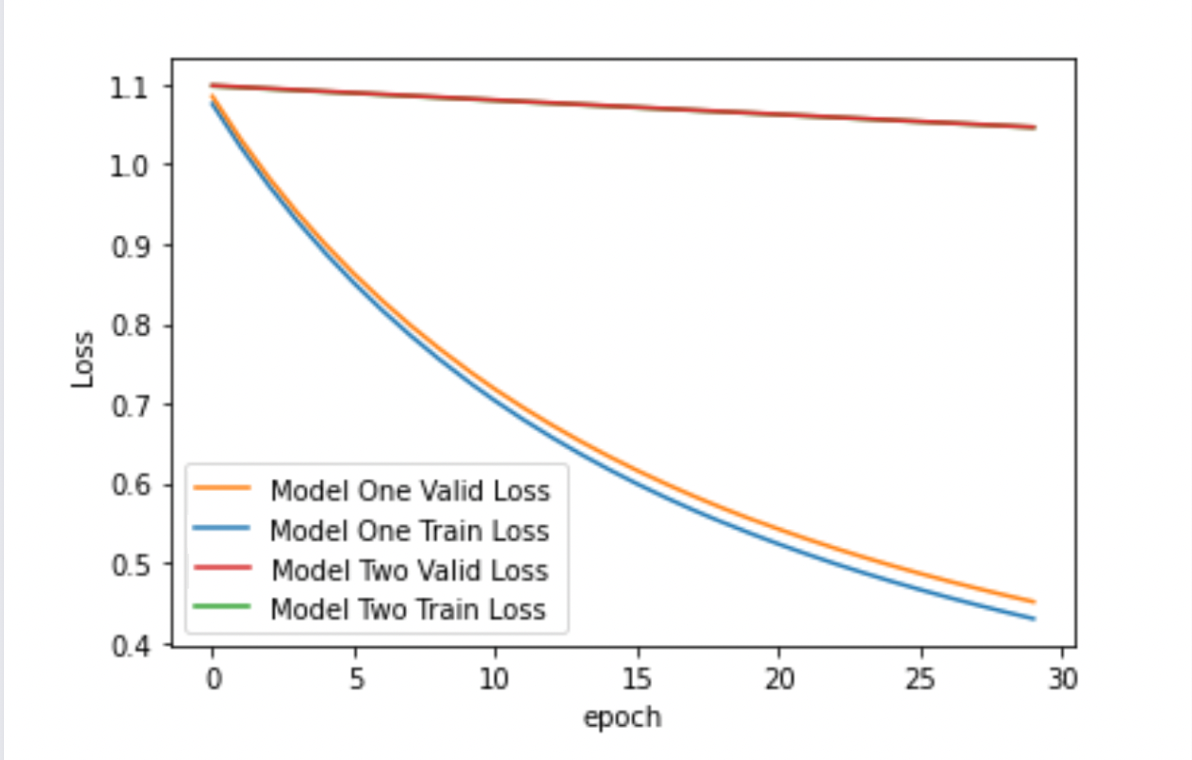 1.1
1.0
0.9
0.8
0.7
0.6
0.5
0.4
Loss
Model One Valid Loss
Model One Train Loss
Model Two Valid Loss
Model Two Train Loss
0 5 10 15 20 25 30
epoch